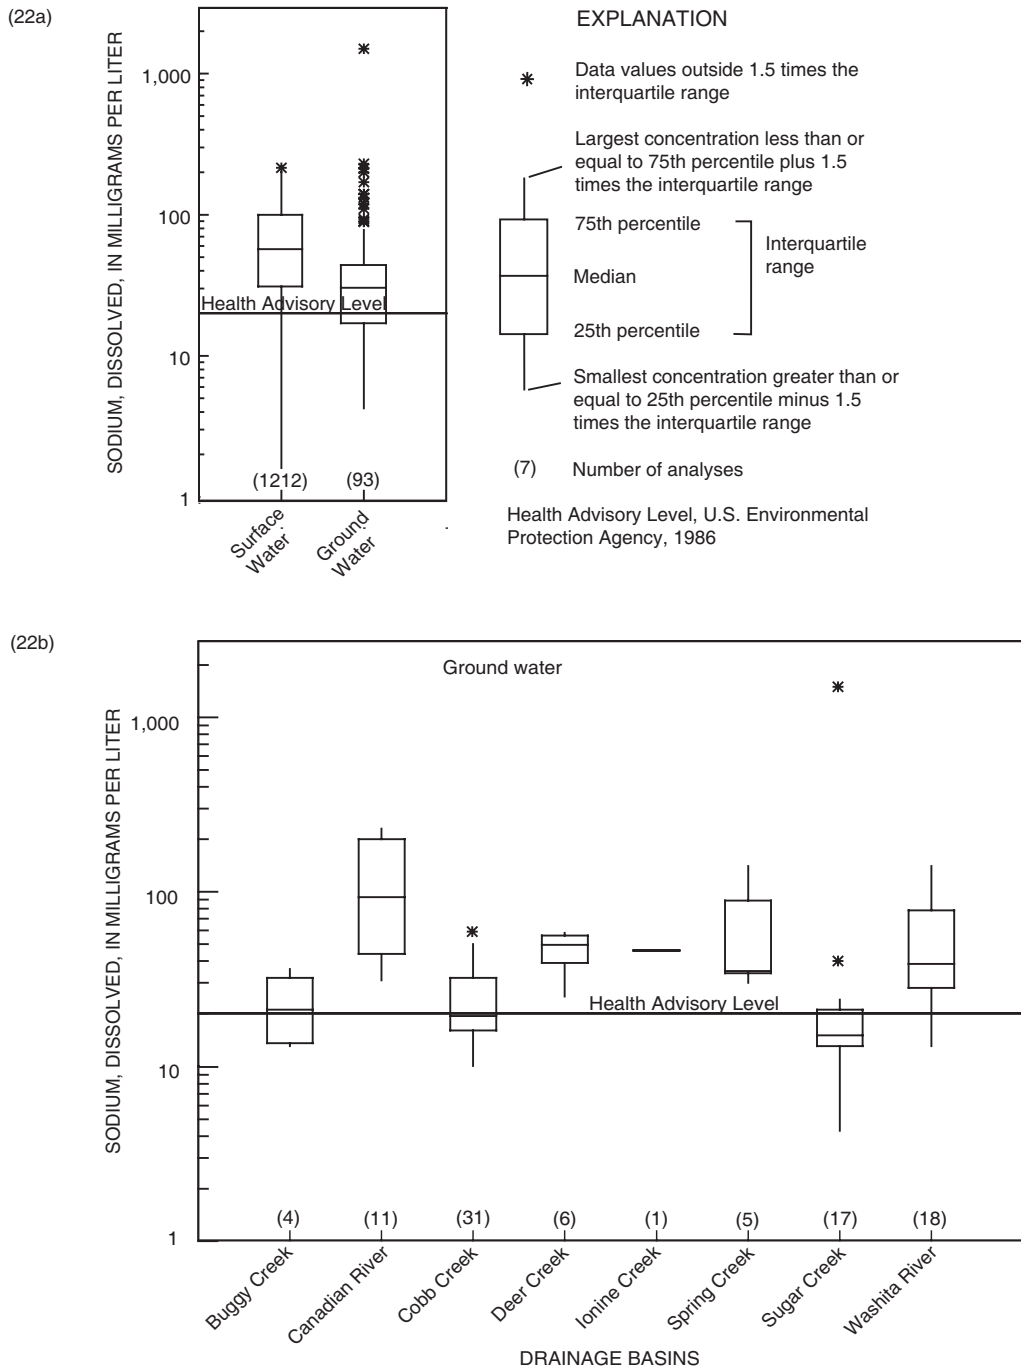 (22a)
SODIUM, DISSOLVED, IN MILLIGRAMS PER LITER
1,000
100
10
1
Health Advisory Level
(1212)
(93)
Surface
Water
Ground
Water
EXPLANATION
Data values outside 1.5 times the
interquartile range
Largest concentration less than or
equal to 75th percentile plus 1.5
times the interquartile range
75th percentile
Median
25th percentile
Interquartile
range
Smallest concentration greater than or
equal to 25th percentile minus 1.5
times the interquartile range
(7) Number of analyses
Health Advisory Level, U.S. Environmental
Protection Agency, 1986
(22b)
Ground water
SODIUM, DISSOLVED, IN MILLIGRAMS PER LITER
1,000
100
10
1
Health Advisory Level
(4) (11) (31) (6) (1) (5) (17) (18)
Buggy Creek
Canadian River
Cobb Creek
Deer Creek
Ionine Creek
Spring Creek
Sugar Creek
Washita River
DRAINAGE BASINS